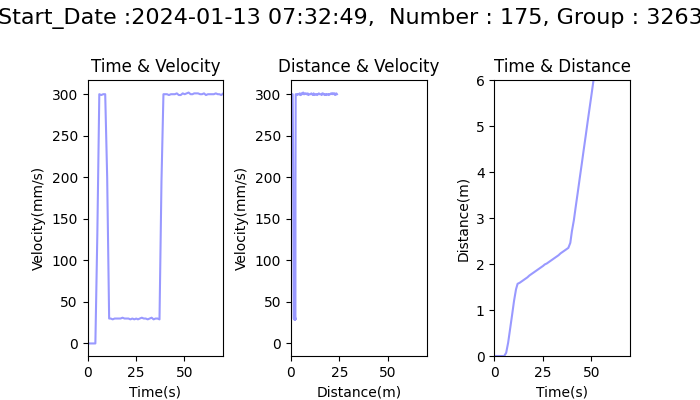 Start_Date :2024-01-13 07:32:49,  Number : 175, Group : 3263
Time & Velocity
Velocity(mm/s)
300
250
200
150
100
50
0
0 25 50
Time(s)
Distance & Velocity
Velocity(mm/s)
300
250
200
150
100
50
0
0 25 50
Distance(m)
Time & Distance
Distance(m)
6
5
4
3
2
1
0
0 25 50
Time(s)